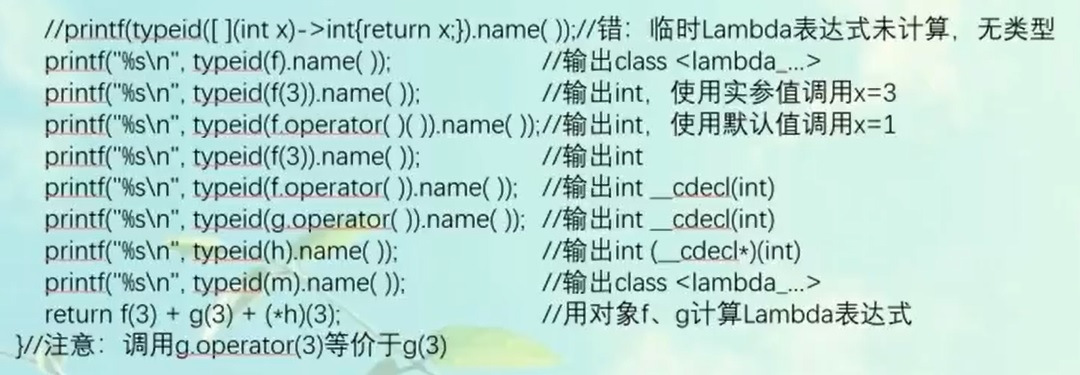 //printf(typeid([ ](int x)->int{return x;}).name( ));//错：临时Lambda表达式未计算，无类型
printf("%s\n", typeid(f).name( )); //输出class <lambda_...>
printf("%s\n", typeid(f(3)).name( )); //输出int，使用实参值调用x=3
printf("%s\n", typeid(f.operator( )( )).name( ));//输出int，使用默认值调用x=1
printf("%s\n", typeid(f(3)).name( )); //输出int
printf("%s\n", typeid(f.operator( )).name( )); //输出int __cdecl(int)
printf("%s\n", typeid(g.operator( )).name( )); //输出int __cdecl(int)
printf("%s\n" typeid(h).name( )); //输出int (__cdecl*)(int)
printf("%s\n", typeid(m).name( )); //输出class <lambda_...>
return f(3) + g(3) + (*h)(3); //用对象f、g计算Lambda表达式
}//注意：调用g.operator(3)等价于g(3)